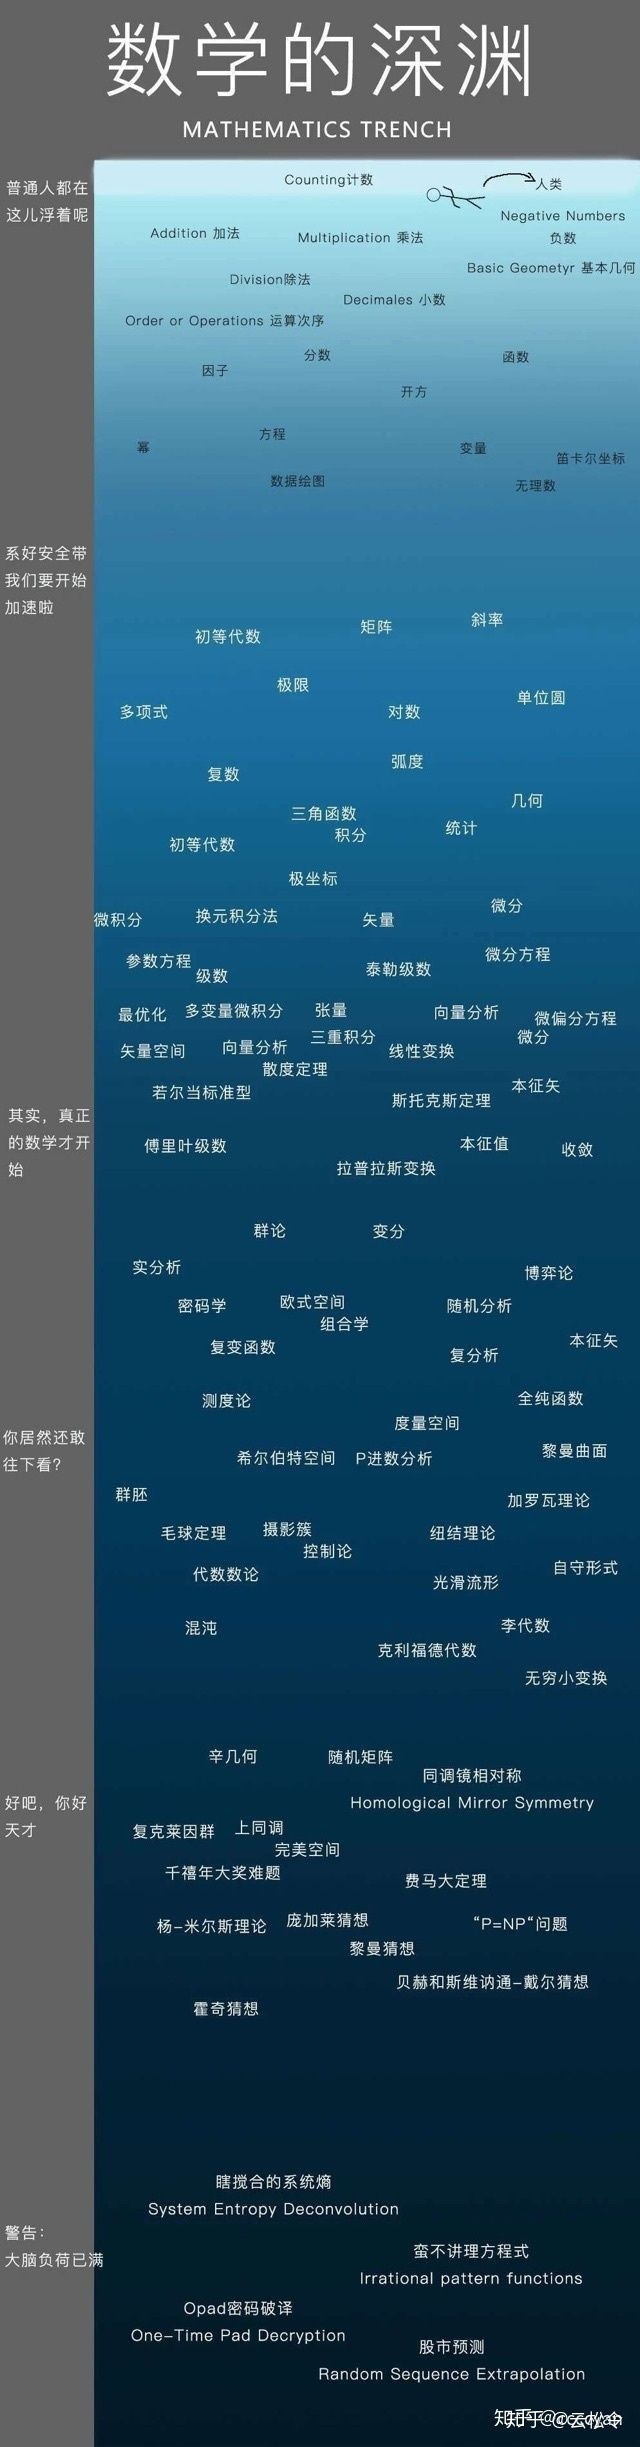 数学的深渊
MATHEMATICS TRENCH
普通人都在
这儿浮着呢
Counting计数
人类
Negative Numbers
负数
Addition 加法
Multiplication 乘法
Basic Geometyr 基本几何
Division除法
Decimales 小数
Order or Operations 运算次序
分数
函数
因子
开方
方程
幂
变量
笛卡尔坐标
数据绘图
无理数
系好安全带
我们要开始
加速啦
斜率
矩阵
初等代数
极限
单位圆
多项式
对数
弧度
复数
几何
三角函数
统计
积分
初等代数
极坐标
微分
换元积分法
微积分
矢量
微分方程
参数方程
泰勒级数
级数
多变量微积分
张量
向量分析
最优化
微偏分方程
三重积分
微分
向量分析
矢量空间
线性变换
散度定理
本征矢
若尔当标准型
斯托克斯定理
其实，真正
的数学才开
始
本征值
傅里叶级数
收敛
拉普拉斯变换
群论
变分
实分析
博弈论
欧式空间
密码学
随机分析
组合学
本征矢
复变函数
复分析
全纯函数
测度论
度量空间
你居然还敢
往下看？
黎曼曲面
希尔伯特空间
P进数分析
群胚
加罗瓦理论
摄影簇
毛球定理
纽结理论
控制论
自守形式
代数数论
光滑流形
李代数
混沌
克利福德代数
无穷小变换
辛几何
随机矩阵
同调镜相对称
Homological Mirror Symmetry
好吧，你好
天才
上同调
复克莱因群
完美空间
千禧年大奖难题
费马大定理
庞加莱猜想
“P=NP“问题
杨-米尔斯理论
黎曼猜想
贝赫和斯维讷通-戴尔猜想
霍奇猜想
瞎搅合的系统熵
System Entropy Deconvolution
警告：
大脑负荷已满
蛮不讲理方程式
Irrational pattern functions
Opad密码破译
One-Time Pad Decryption
股市预测
Random Sequence Extrapolation
知乎 @云松令